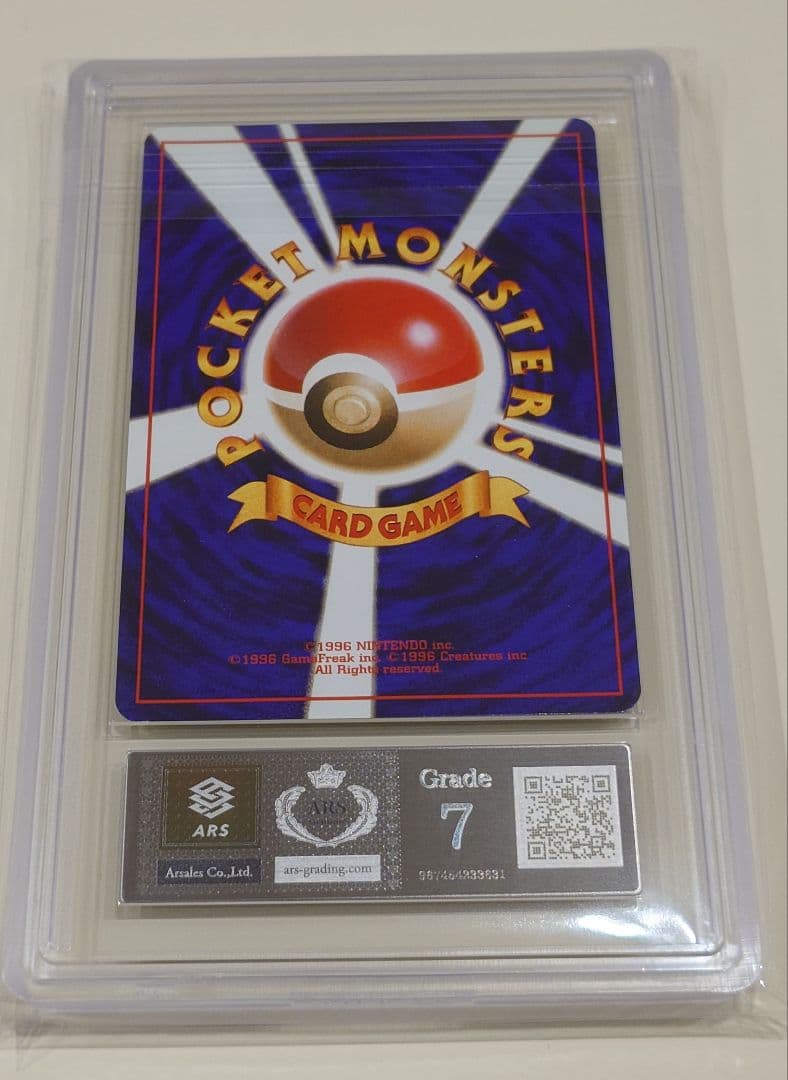 POCKET MONSTERS
CARD GAME
©1996 NINTENDO inc.
©1996 GameFreak inc. ©1996 Creatures inc
All Rights reserved.
ARS
Arsales Co.,Ltd.
ARS
ars-grading.com
Grade
7